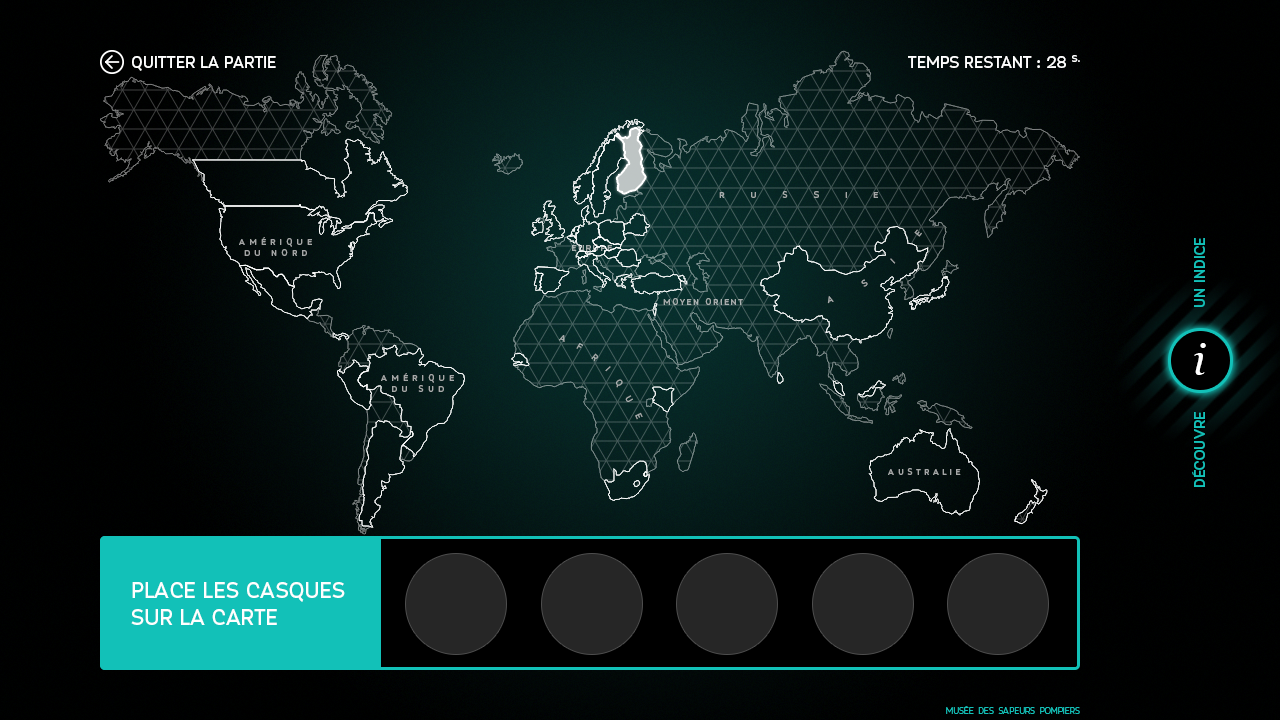 QUITTER LA PARTIE
TEMPS RESTANT : 28 S.
RUSSIE
AMÉRIQUE
DU NORD
EUROPE
ASIE
MOYEN ORIENT
AFRIQUE
AMÉRIQUE
DU SUD
AUSTRALIE
UN INDICE
i
DÉCOUVRE
PLACE LES CASQUES
SUR LA CARTE
MUSÉE DES SAPEURS POMPIERS